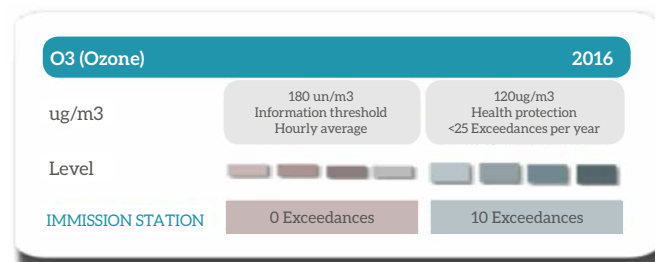 O3 (Ozone) 2016
ug/m3
180 un/m3
Information threshold
Hourly average
120ug/m3
Health protection
<25 Exceedances per year
Level
IMMISSION STATION 0 Exceedances 10 Exceedances